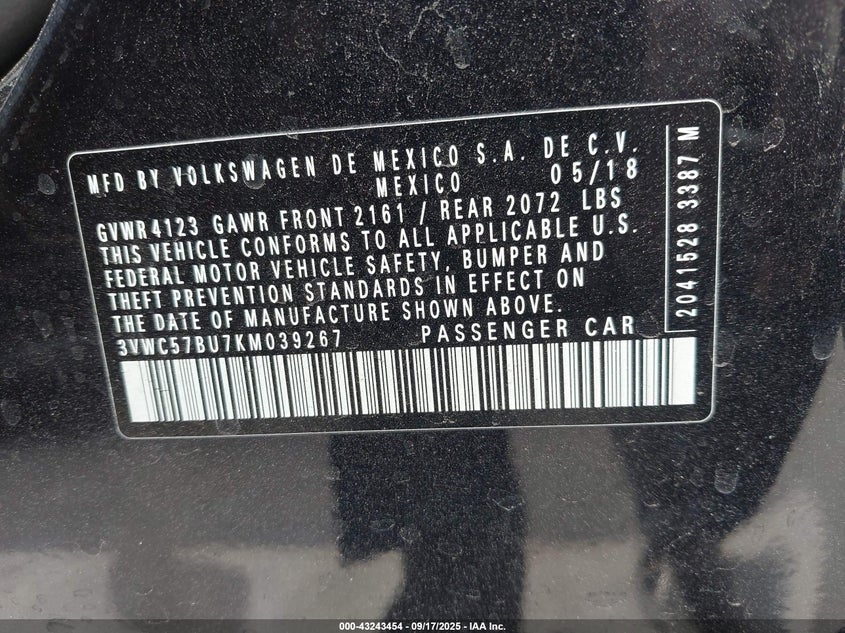 MFD BY VOLKSWAGEN DE MEXICO S.A. DE C.V.
MEXICO 05/18
GVWR 4123 GAWR FRONT 2161 / REAR 2072 LBS
THIS VEHICLE CONFORMS TO ALL APPLICABLE U.S.
FEDERAL MOTOR VEHICLE SAFETY, BUMPER AND
THEFT PREVENTION STANDARDS IN EFFECT ON
THE DATE OF MANUFACTURE SHOWN ABOVE.
3VWC57BU7KM039267 PASSENGER CAR
2041528 3387 M
000-43243454 - 09/17/2025 - IAA Inc.